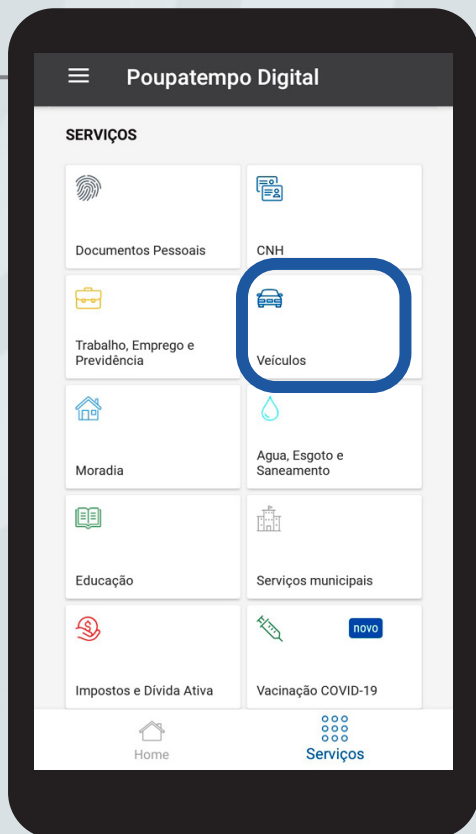 Poupatempo Digital
SERVIÇOS
Documentos Pessoais
CNH
Trabalho, Emprego e
Previdência
Veículos
Moradia
Agua, Esgoto e
Saneamento
Educação
Serviços municipais
Impostos e Dívida Ativa
novo
Vacinação COVID-19
Home
Serviços